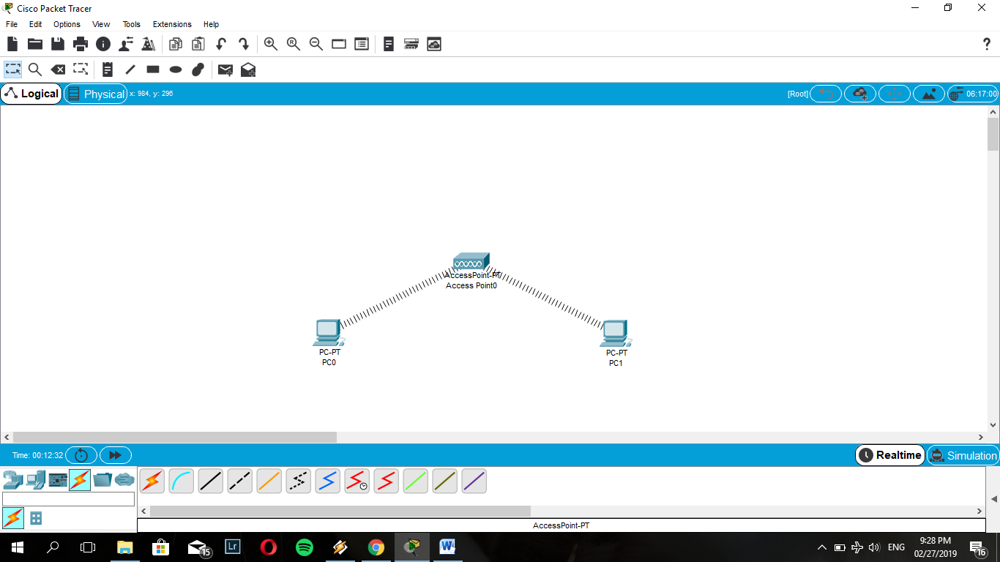 Cisco Packet Tracer
File Edit Options View Tools Extensions Help
R
?
Logical Physical x: 984, y: 296 [Root] 06:17:00
AccessPoint-PT
Access Point0
PC-PT
PC0
PC-PT
PC1
Time: 00:12:32 Realtime Simulation
AccessPoint-PT
15 Lr W ENG 9:28 PM
02/27/2019 16